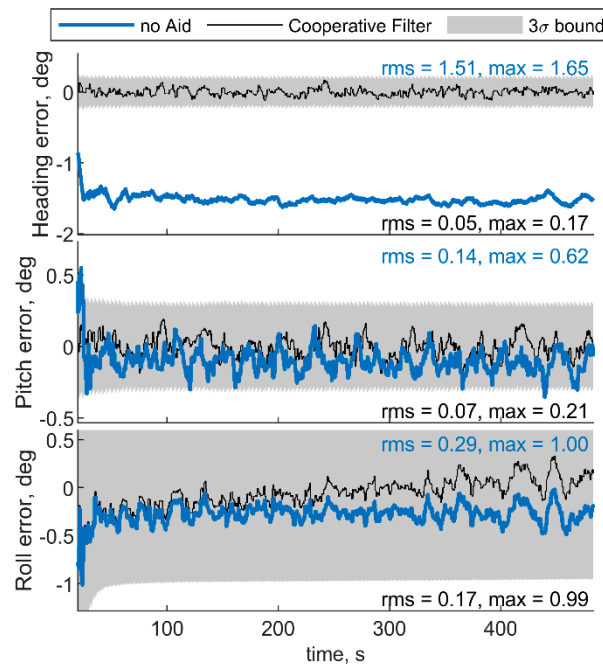 no Aid Cooperative Filter 3σ bound
Heading error, deg
0
-1
-2
rms = 1.51, max = 1.65
rms = 0.05, max = 0.17
Pitch error, deg
0.5
0
-0.5
rms = 0.14, max = 0.62
rms = 0.07, max = 0.21
Roll error, deg
0.5
0
-0.5
-1
rms = 0.29, max = 1.00
rms = 0.17, max = 0.99
100 200 300 400
time, s